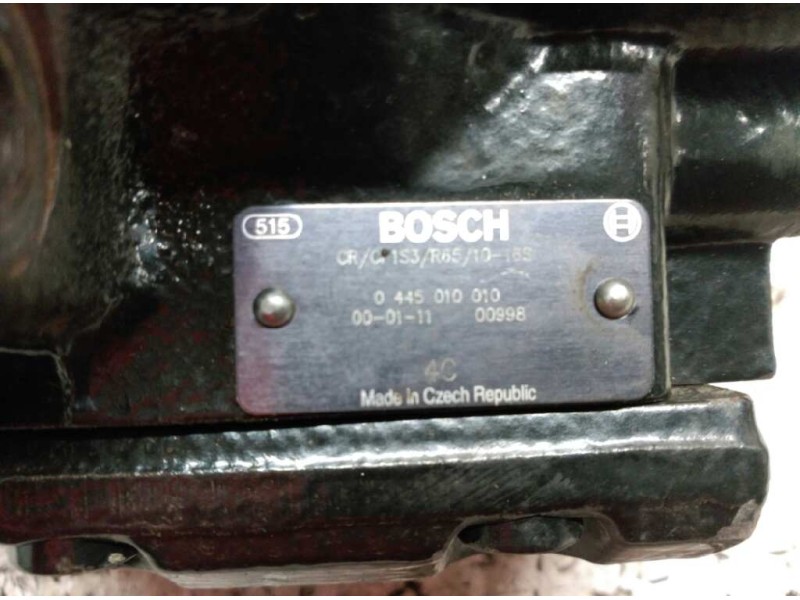 515 BOSCH
CR/CP1S3/R65/10-16S
0 445 010 010
00-01-11 00998
4C
Made in Czech Republic